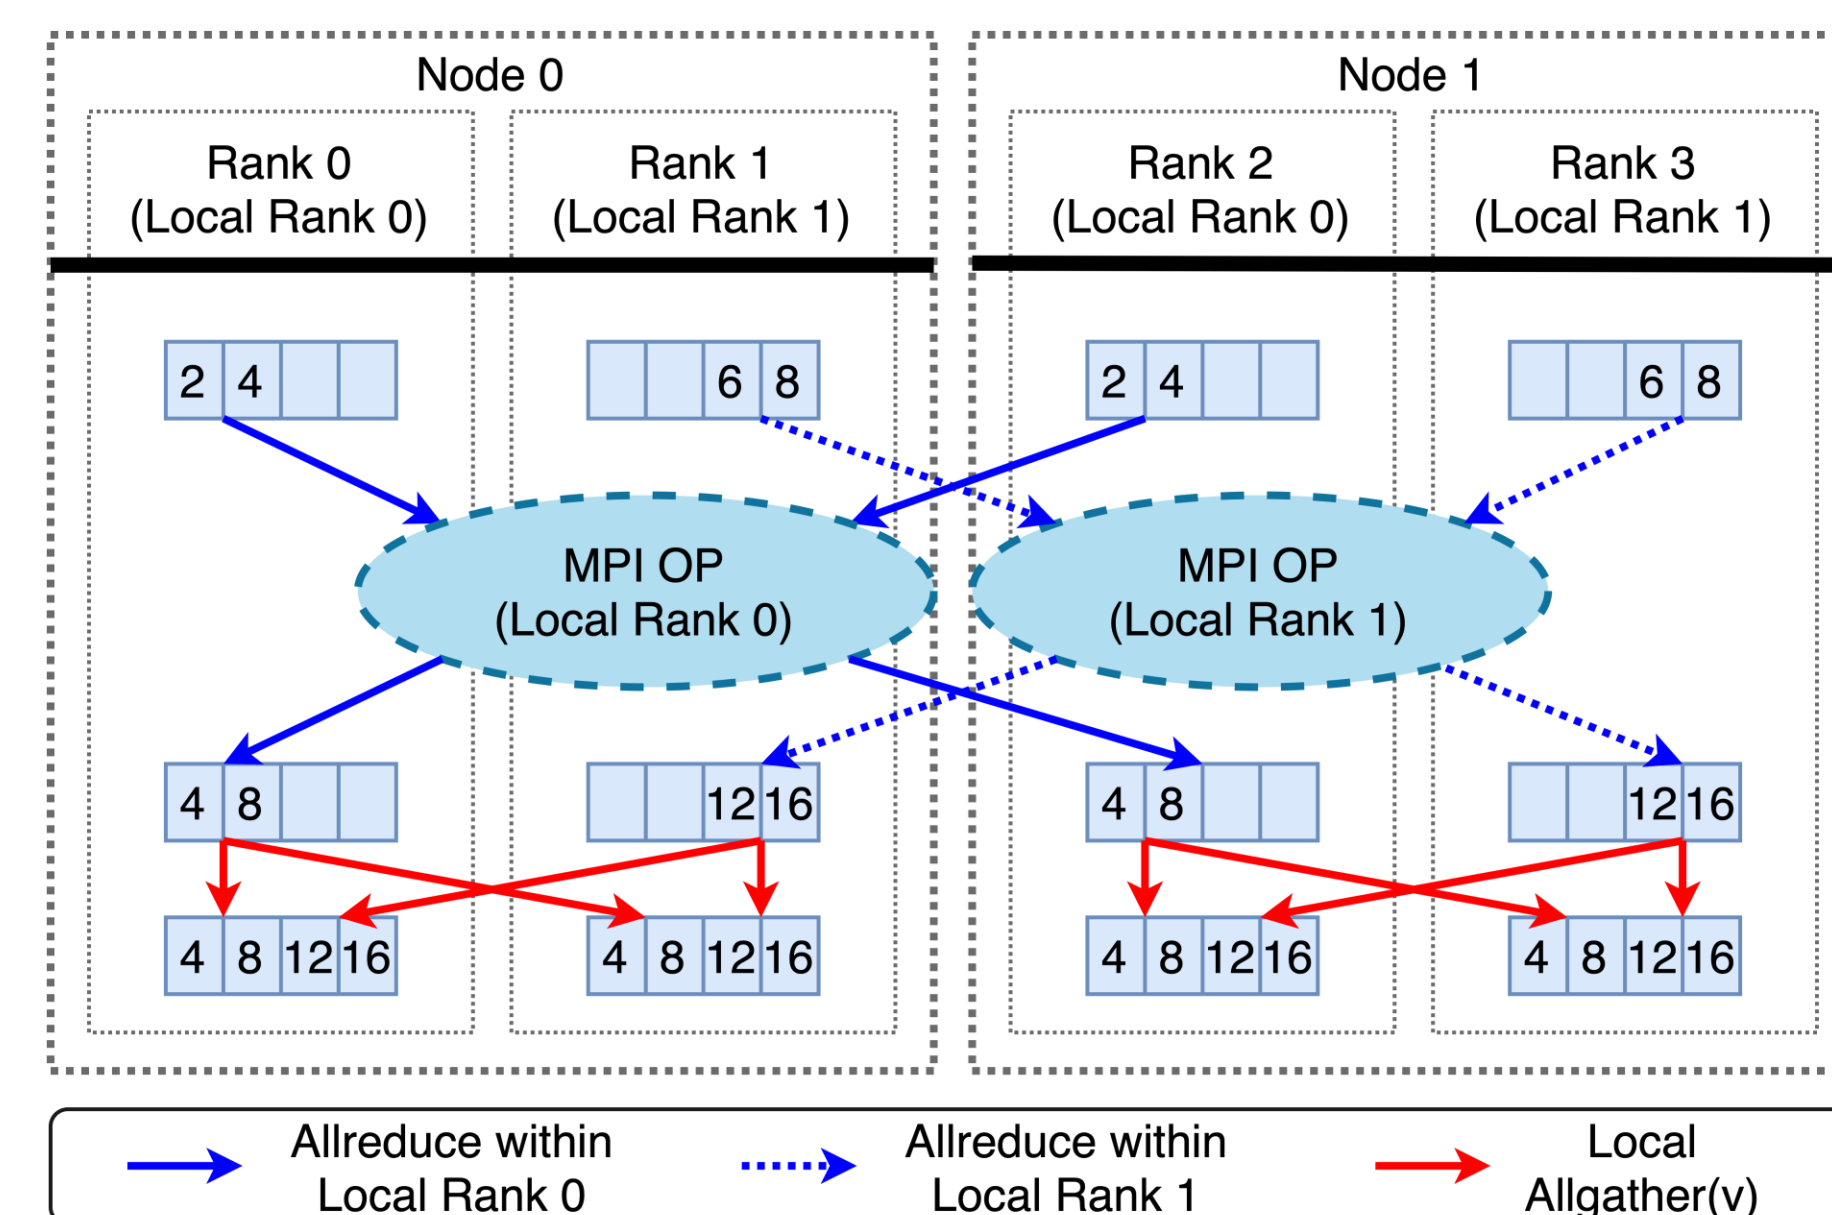 Node 0
Node 1
Rank 0
(Local Rank 0)
Rank 1
(Local Rank 1)
Rank 2
(Local Rank 0)
Rank 3
(Local Rank 1)
2 4
6 8
2 4
6 8
MPI OP
(Local Rank 0)
MPI OP
(Local Rank 1)
4 8
12 16
4 8
12 16
4 8 12 16
4 8 12 16
4 8 12 16
4 8 12 16
Allreduce within
Local Rank 0
Allreduce within
Local Rank 1
Local
Allgather(v)